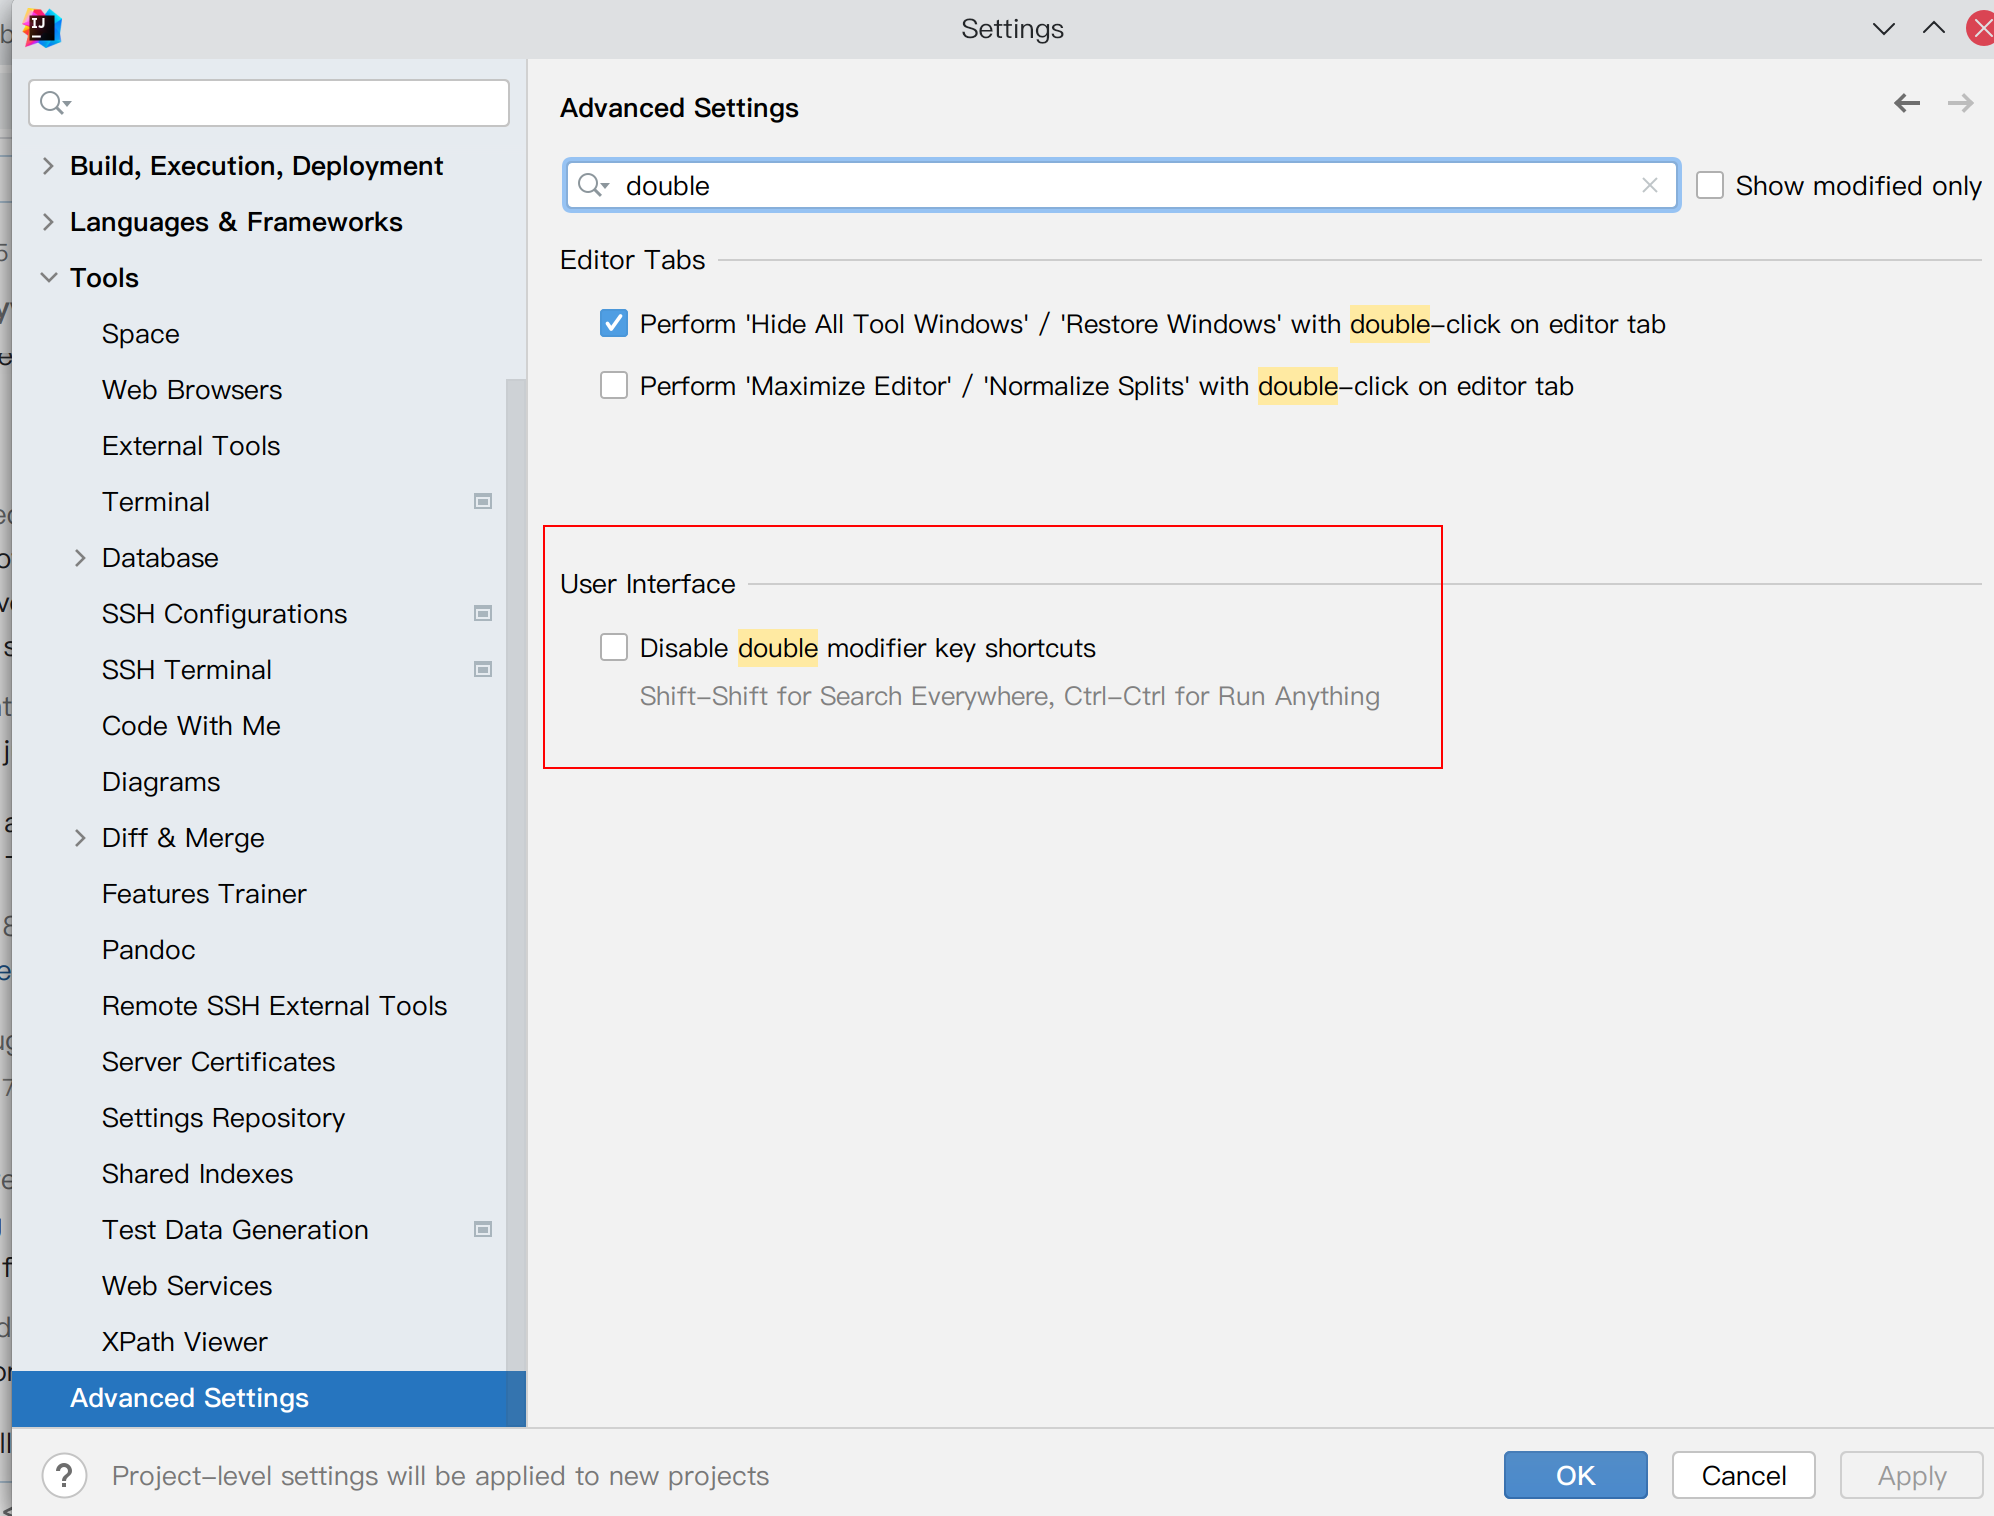 Settings
Build, Execution, Deployment
Languages & Frameworks
Tools
Space
Web Browsers
External Tools
Terminal
Database
SSH Configurations
SSH Terminal
Code With Me
Diagrams
Diff & Merge
Features Trainer
Pandoc
Remote SSH External Tools
Server Certificates
Settings Repository
Shared Indexes
Test Data Generation
Web Services
XPath Viewer
Advanced Settings
Advanced Settings
double
Show modified only
Editor Tabs
Perform 'Hide All Tool Windows' / 'Restore Windows' with double-click on editor tab
Perform 'Maximize Editor' / 'Normalize Splits' with double-click on editor tab
User Interface
Disable double modifier key shortcuts
Shift-Shift for Search Everywhere, Ctrl-Ctrl for Run Anything
? Project-level settings will be applied to new projects
OK
Cancel
Apply